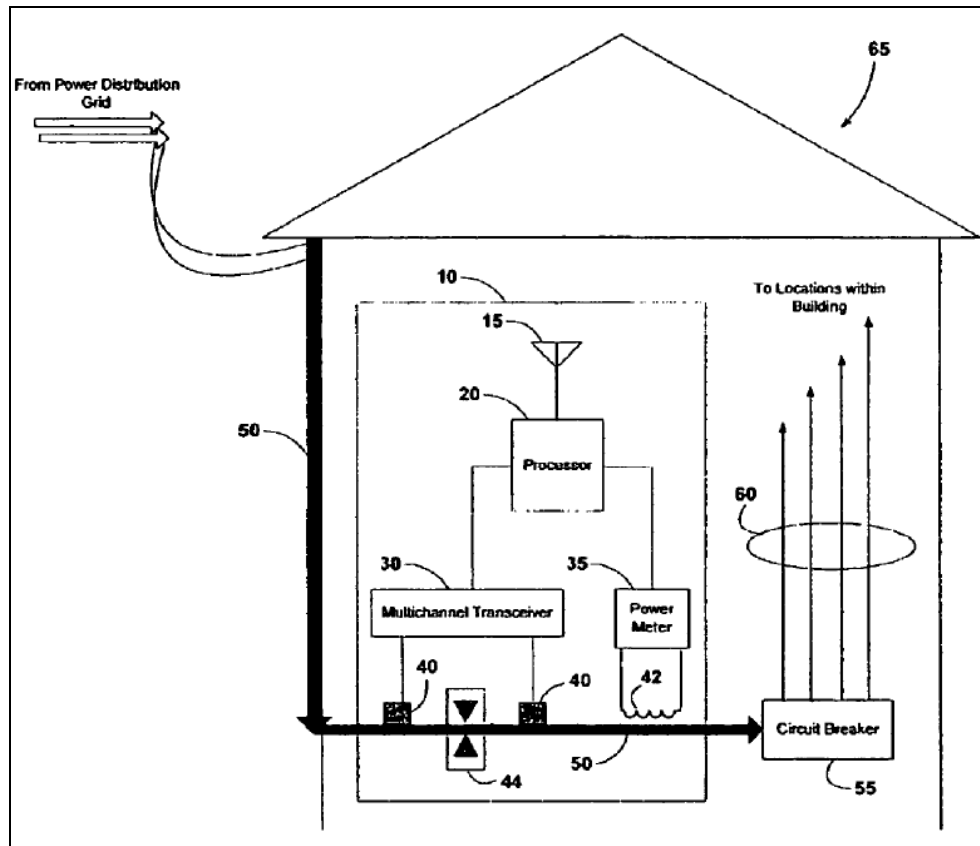 From Power Distribution
Grid
65
10
To Locations within
Building
15
20
50
Processor
60
30
35
Multichannel Transceiver
Power
Meter
40
40
42
Circuit Breaker
50
44
55